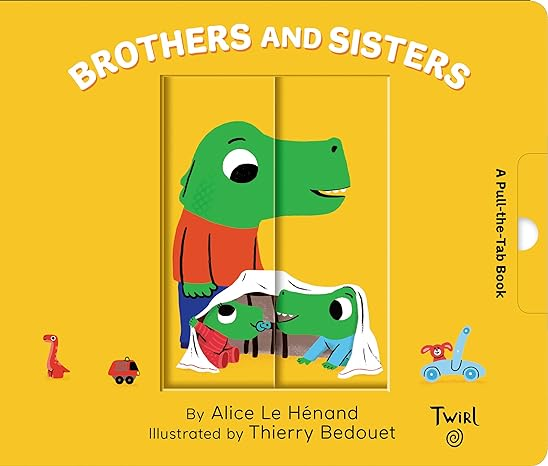 BROTHERS AND SISTERS
A Pull-the-Tab Book
By Alice Le Hénand
Illustrated by Thierry Bedouet
TWIRL